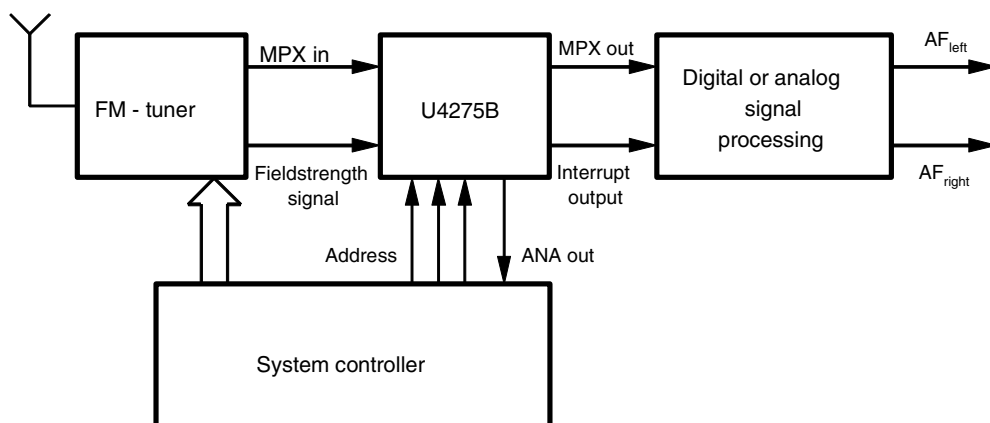 MPX in
MPX out
AF left
FM - tuner
U4275B
Digital or analog
signal
processing
Fieldstrength
signal
Interrupt
output
AF right
Address
ANA out
System controller